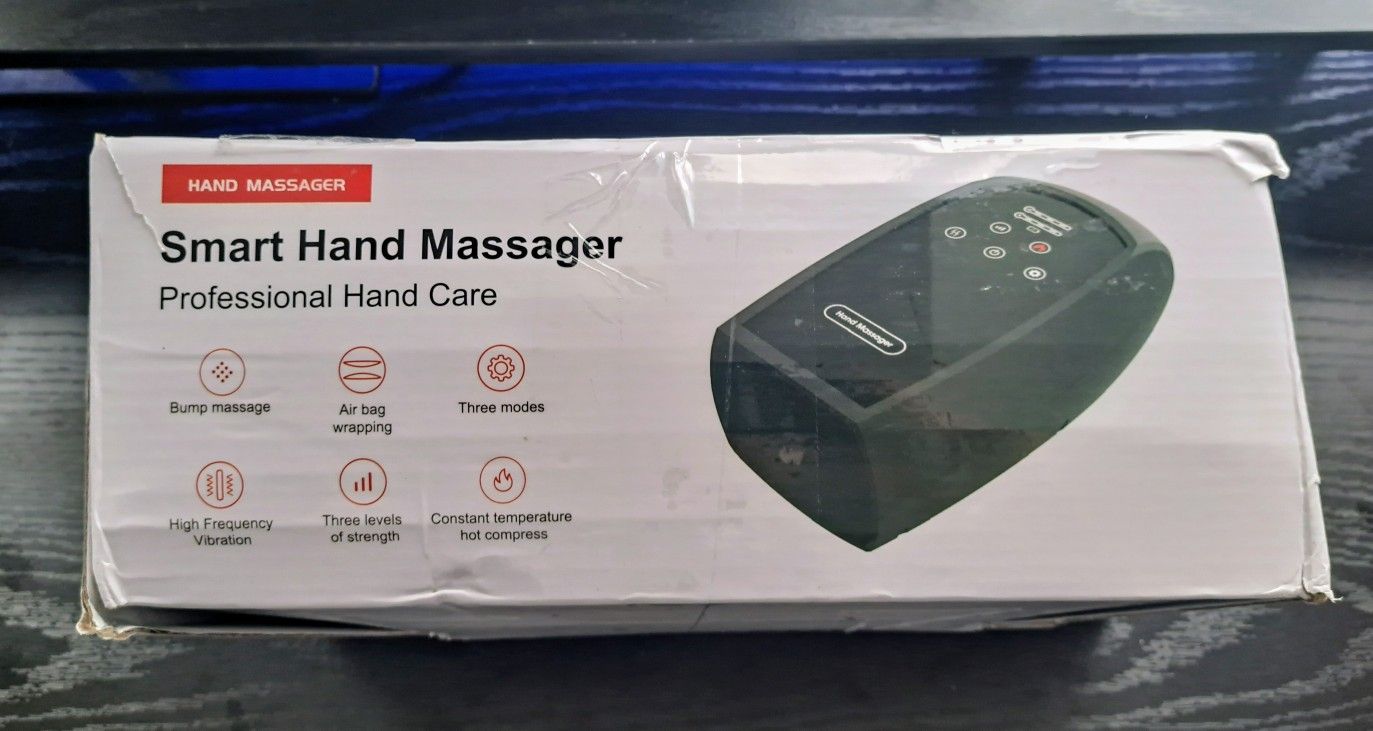 HAND MASSAGER
Smart Hand Massager
Professional Hand Care
Bump massage
Air bag
wrapping
Three modes
High Frequency
Vibration
Three levels
of strength
Constant temperature
hot compress
Hand Massager